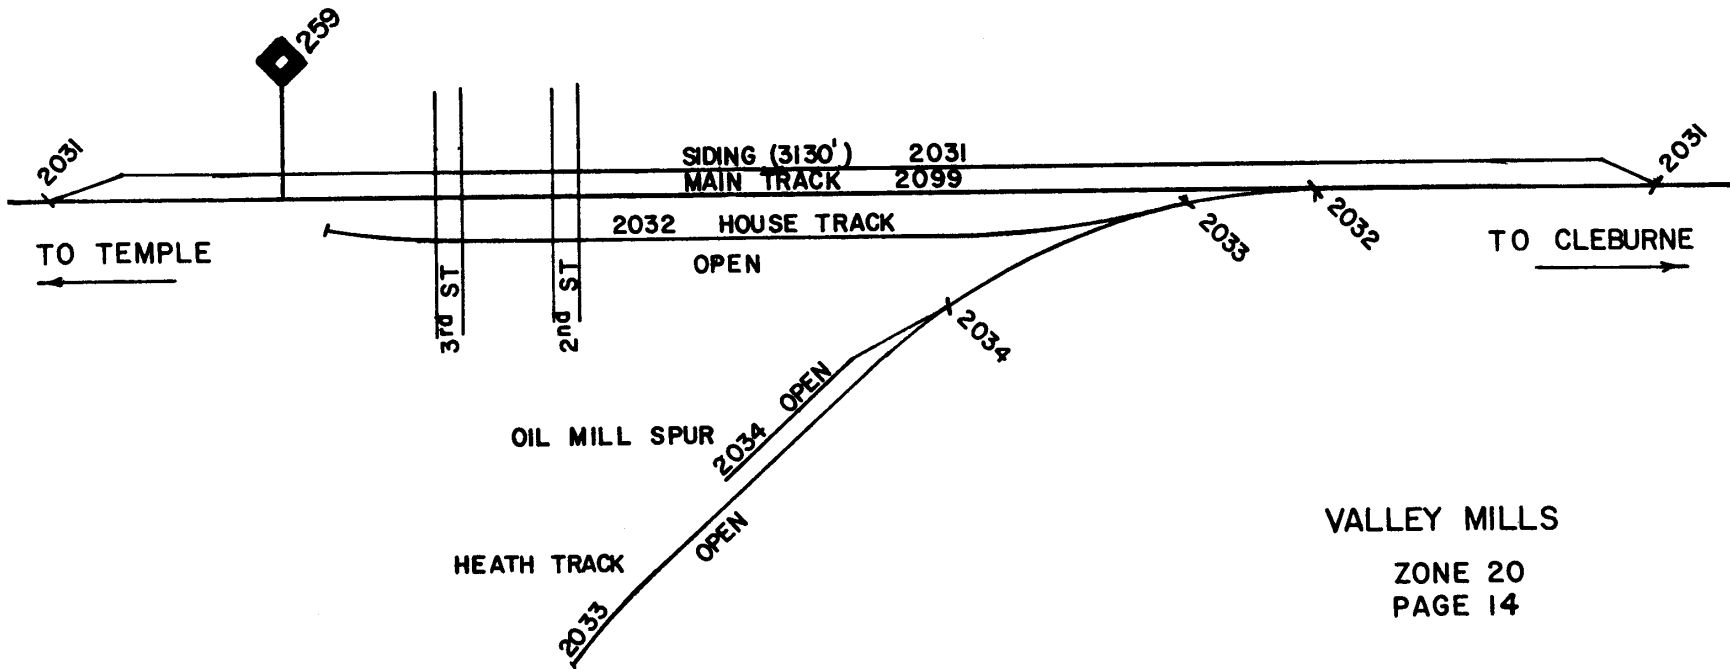 259
2031
SIDING (3130') 2031
2031
MAIN TRACK 2099
2032 HOUSE TRACK
2033
2032
TO TEMPLE
TO CLEBURNE
OPEN
3rd ST
2nd ST
2034
OPEN
OIL MILL SPUR
2034
OPEN
HEATH TRACK
2033
VALLEY MILLS
ZONE 20
PAGE 14